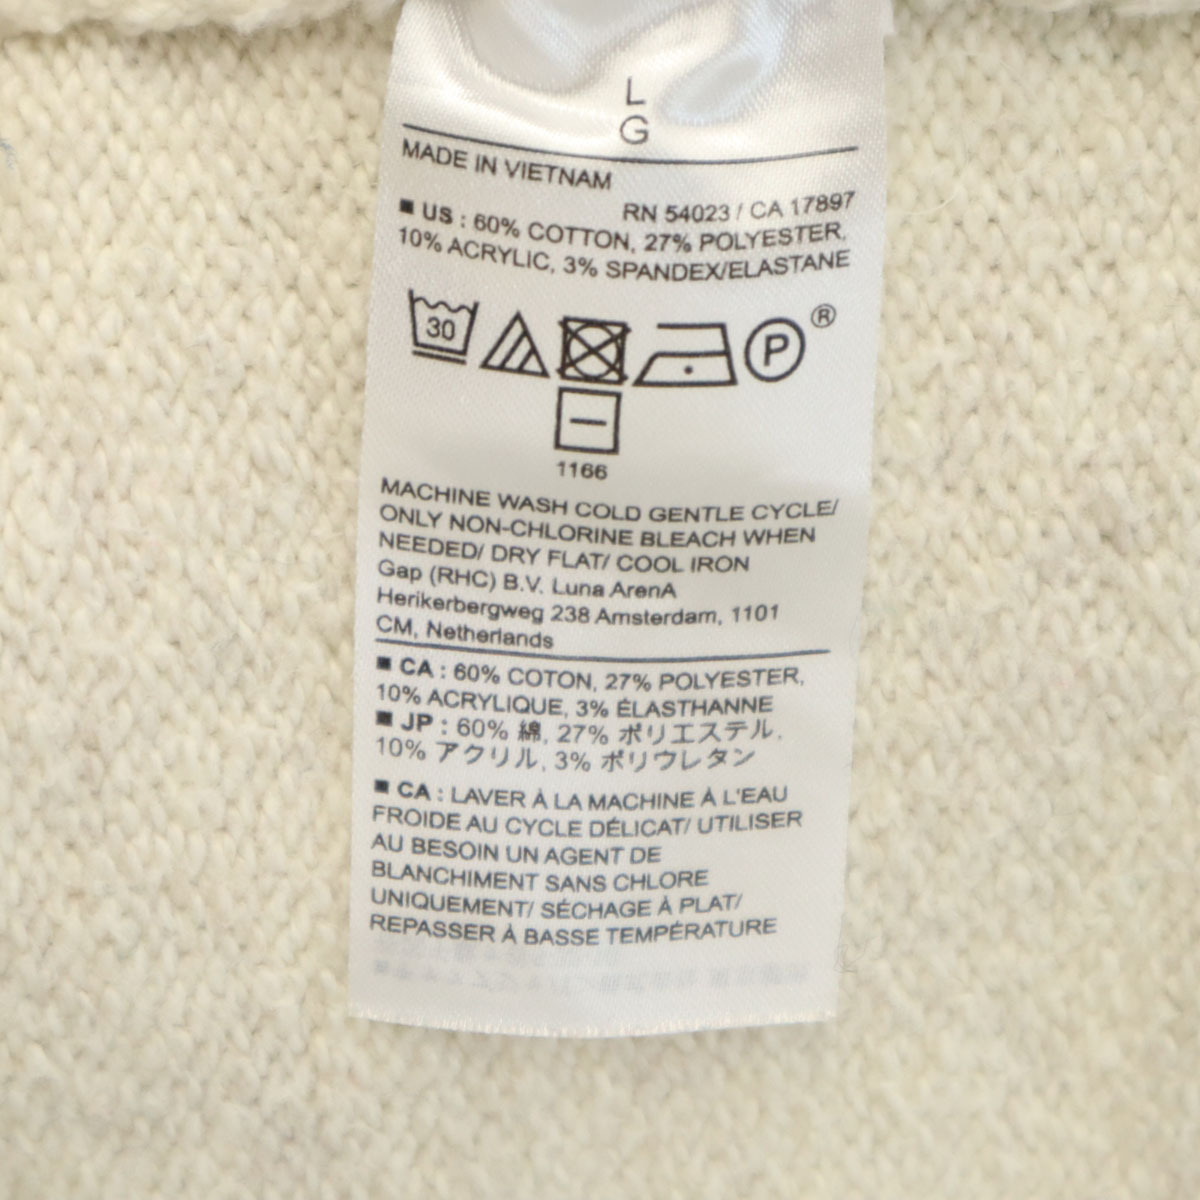 L
G
MADE IN VIETNAM
RN 54023 / CA 17897
■ US : 60% COTTON, 27% POLYESTER,
10% ACRYLIC, 3% SPANDEX/ELASTANE
30
P
®
1166
MACHINE WASH COLD GENTLE CYCLE/
ONLY NON-CHLORINE BLEACH WHEN
NEEDED/ DRY FLAT/ COOL IRON
Gap (RHC) B.V. Luna ArenA
Herikerbergweg 238 Amsterdam, 1101
CM, Netherlands
■ CA : 60% COTON, 27% POLYESTER,
10% ACRYLIQUE, 3% ÉLASTHANNE
■ JP : 60% 綿, 27% ポリエステル,
10% アクリル, 3% ポリウレタン
■ CA : LAVER À LA MACHINE À L'EAU
FROIDE AU CYCLE DÉLICAT/ UTILISER
AU BESOIN UN AGENT DE
BLANCHIMENT SANS CHLORE
UNIQUEMENT/ SÉCHAGE À PLAT/
REPASSER À BASSE TEMPÉRATURE